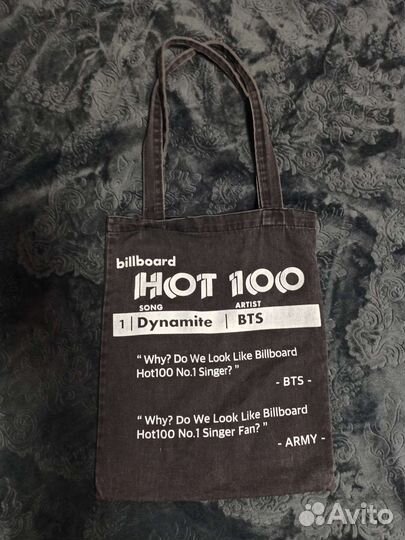 billboard
HOT 100
SONG ARTIST
1 | Dynamite | BTS
“ Why? Do We Look Like Billboard
Hot100 No.1 Singer? ”
- BTS -
“ Why? Do We Look Like Billboard
Hot100 No.1 Singer Fan? ”
- ARMY -
Avito